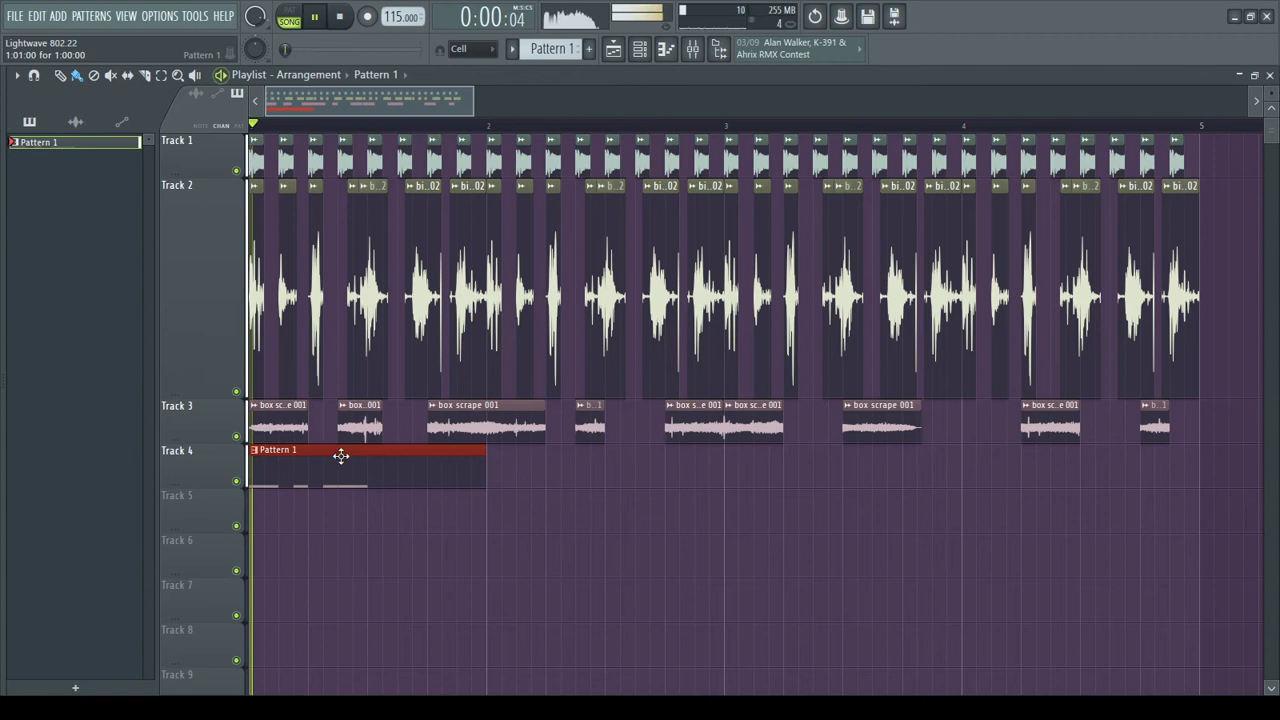 FILE EDIT ADD PATTERNS VIEW OPTIONS TOOLS HELP
PAT
SONG
115.000
0:00:04
M:S:CS
10
255 MB
4
Lightwave 802.22
1:01:00 for 1:00:00
Pattern 1
Cell
Pattern 1
+
03/09 Alan Walker, K-391 &
Ahrix RMX Contest
Playlist - Arrangement
Pattern 1
NOTE CHAN PAT
2
3
4
5
Pattern 1
Track 1
Track 2
b..2
bi..02
bi..02
b..2
bi..02
bi..02
b..2
bi..02
bi..02
b..2
bi..02
bi..02
Track 3
box sc..e 001
box..001
box scrape 001
b..1
box s..e 001
box sc..e 001
box scrape 001
box sc..e 001
b..1
Track 4
Pattern 1
Track 5
Track 6
Track 7
Track 8
Track 9
+